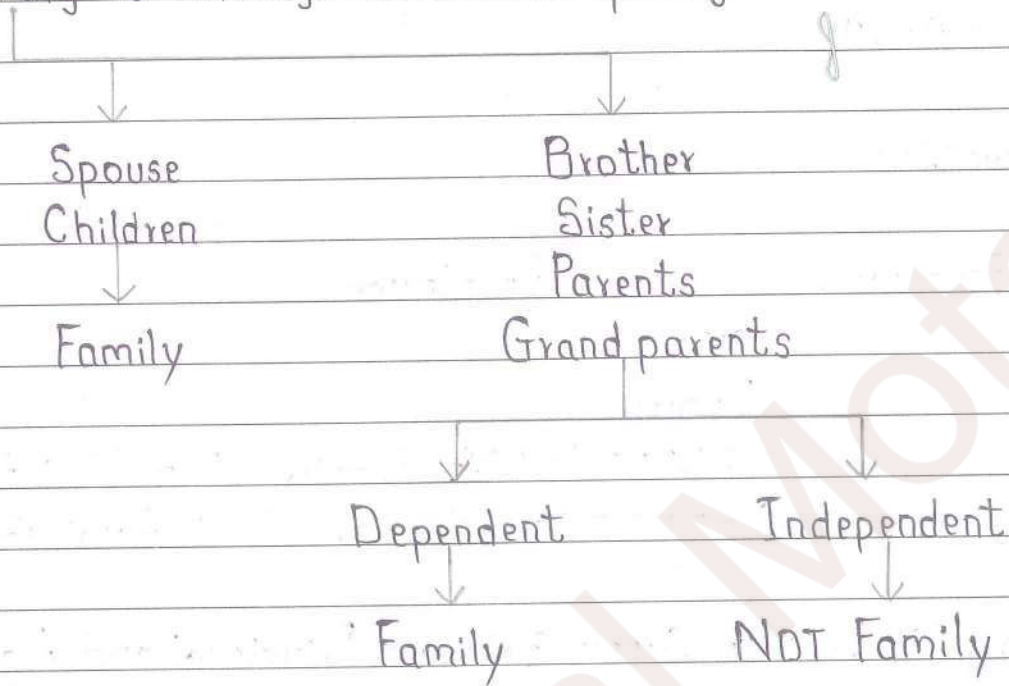 Spouse
Brother
Children
Sister
Parents
Family
Grand parents
Dependent
Independent
Family
NOT Family